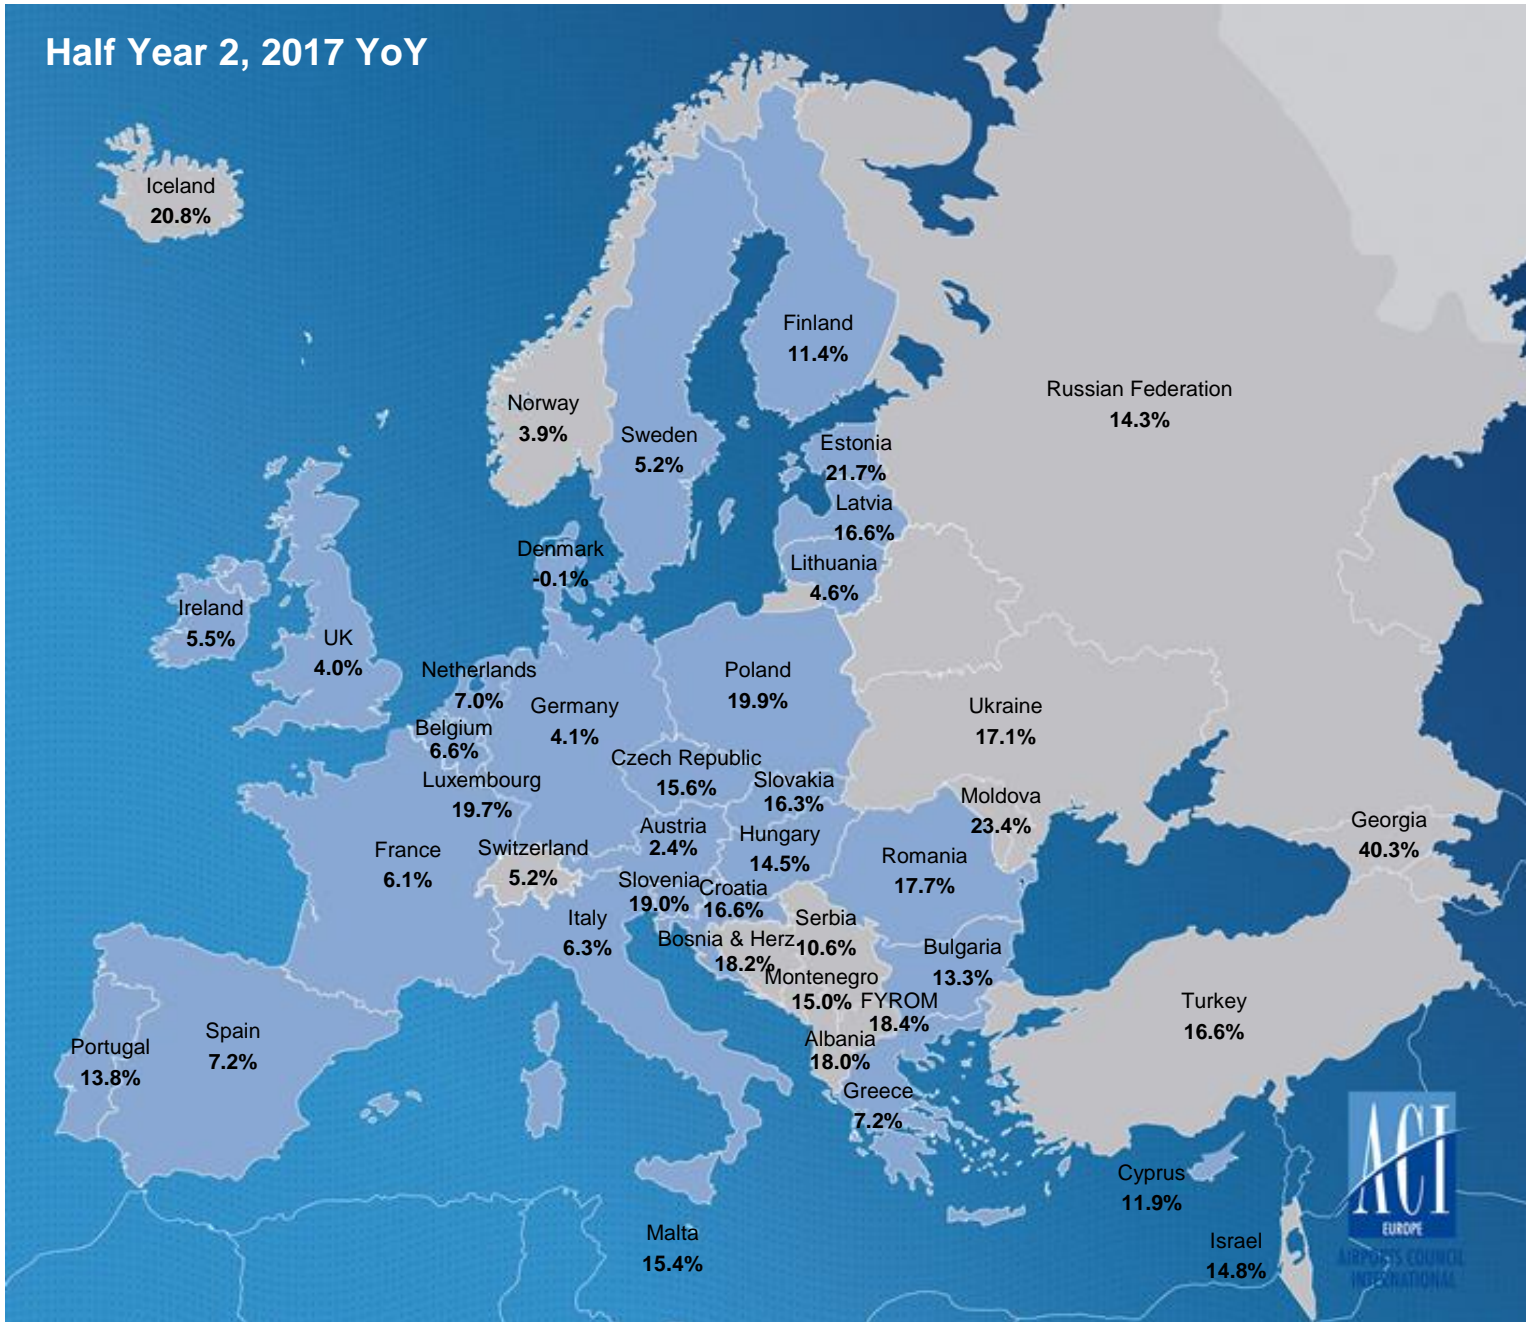 Half Year 2, 2017 YoY
Iceland
20.8%
Finland
11.4%
Russian Federation
14.3%
Norway
3.9%
Sweden
5.2%
Estonia
21.7%
Latvia
16.6%
Denmark
-0.1%
Lithuania
4.6%
Ireland
5.5%
UK
4.0%
Netherlands
7.0%
Poland
19.9%
Germany
4.1%
Ukraine
17.1%
Belgium
6.6%
Czech Republic
15.6%
Luxembourg
19.7%
Slovakia
16.3%
Moldova
23.4%
Georgia
40.3%
Austria
2.4%
Hungary
14.5%
France
6.1%
Switzerland
5.2%
Romania
17.7%
Slovenia
19.0%
Croatia
16.6%
Italy
6.3%
Serbia
10.6%
Bosnia & Herz
18.2%
Bulgaria
13.3%
Montenegro
15.0%
FYROM
18.4%
Turkey
16.6%
Spain
7.2%
Portugal
13.8%
Albania
18.0%
Greece
7.2%
Cyprus
11.9%
Malta
15.4%
Israel
14.8%
ACI
EUROPE
AIRPORTS COUNCIL
INTERNATIONAL